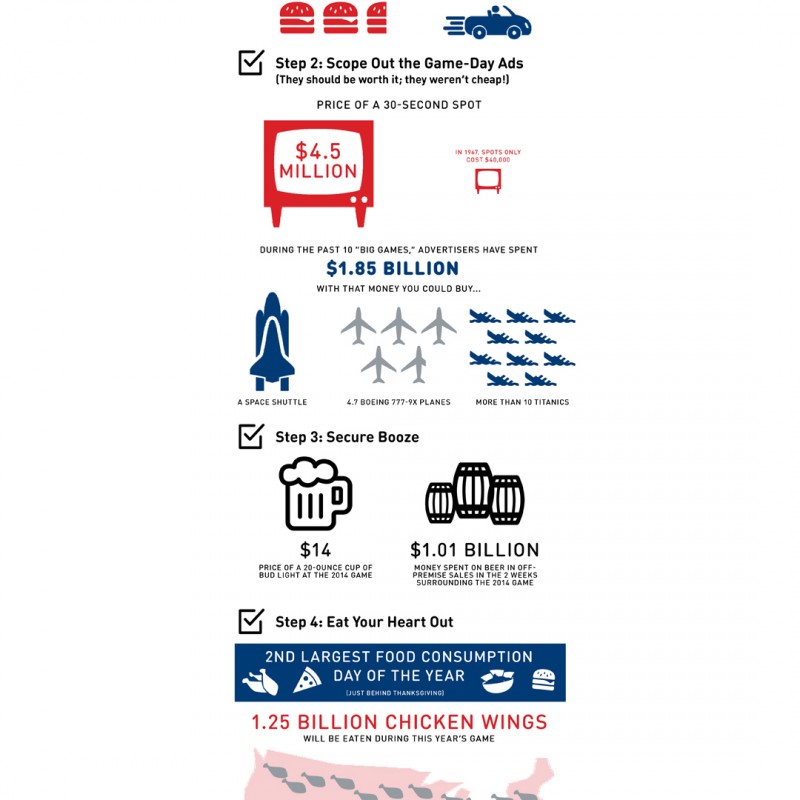 Step 2: Scope Out the Game-Day Ads
(They should be worth it; they weren't cheap!)
PRICE OF A 30-SECOND SPOT
$4.5
MILLION
IN 1967, SPOTS ONLY
COST $40,000
DURING THE PAST 10 "BIG GAMES," ADVERTISERS HAVE SPENT
$1.85 BILLION
WITH THAT MONEY YOU COULD BUY...
A SPACE SHUTTLE
4.7 BOEING 777-9X PLANES
MORE THAN 10 TITANICS
Step 3: Secure Booze
$14
PRICE OF A 20-OUNCE CUP OF
BUD LIGHT AT THE 2014 GAME
$1.01 BILLION
MONEY SPENT ON BEER IN OFF-
PREMISE SALES IN THE 2 WEEKS
SURROUNDING THE 2014 GAME
Step 4: Eat Your Heart Out
2ND LARGEST FOOD CONSUMPTION
DAY OF THE YEAR
(JUST BEHIND THANKSGIVING)
1.25 BILLION CHICKEN WINGS
WILL BE EATEN DURING THIS YEAR'S GAME